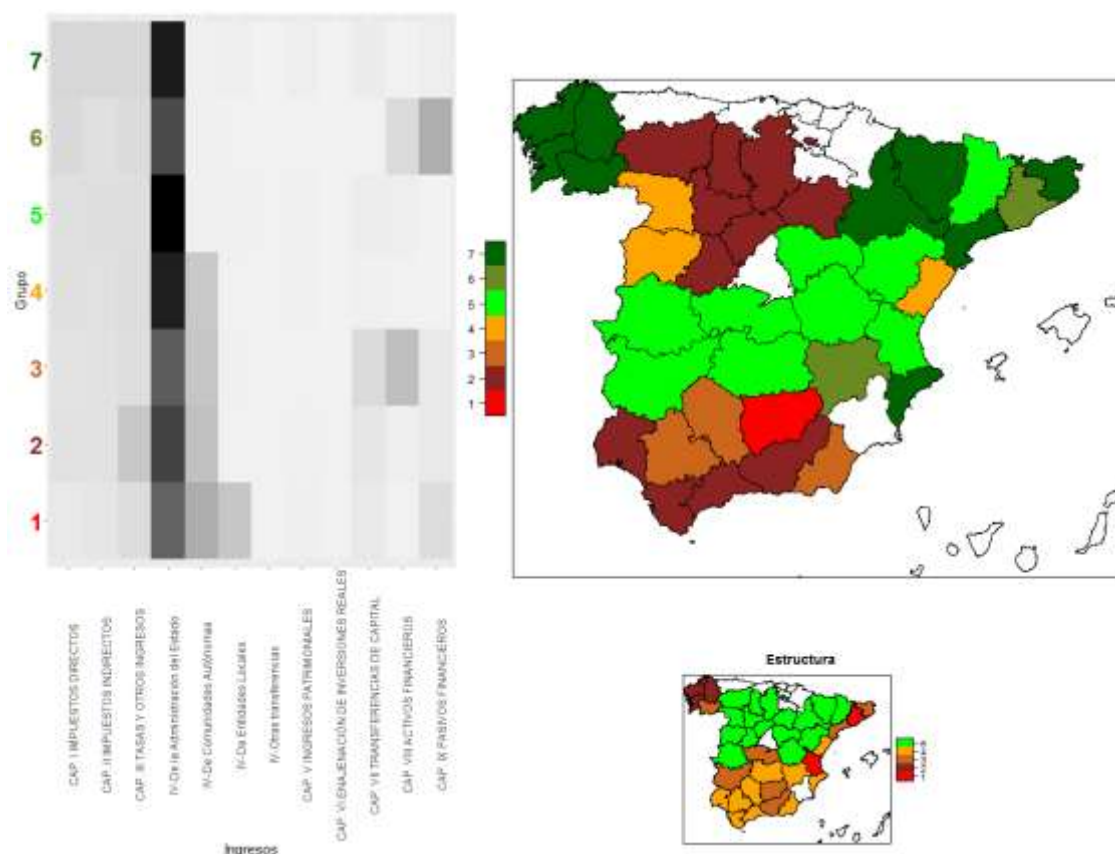 7
6
5
4
3
2
1
Grupo
CAP. I IMPUESTOS DIRECTOS
CAP. II IMPUESTOS INDIRECTOS
CAP. III TASAS Y OTROS INGRESOS
IV-De la Administración del Estado
IV-De Comunidades Autónomas
IV-De Entidades Locales
IV-Otras transferencias
CAP. V INGRESOS PATRIMONIALES
CAP. VI ENAJENACIÓN DE INVERSIONES REALES
CAP. VII TRANSFERENCIAS DE CAPITAL
CAP. VIII ACTIVOS FINANCIEROS
CAP. IX PASIVOS FINANCIEROS
Ingresos
7
6
5
4
3
2
1
Estructura